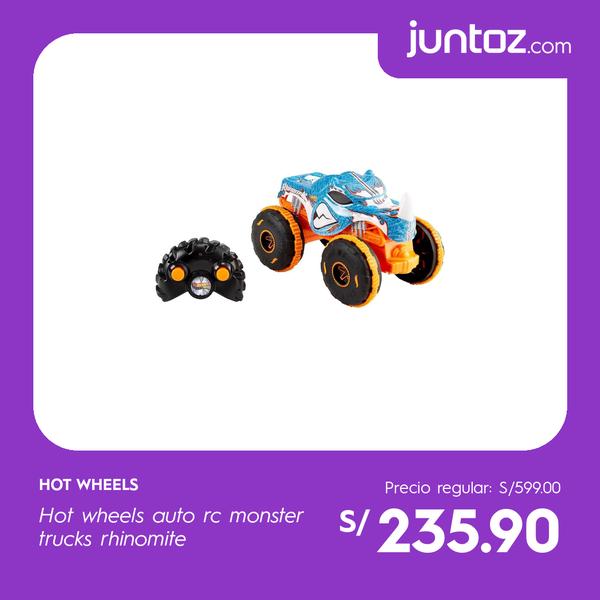 juntoz.com
HOT WHEELS
Hot wheels auto rc monster
trucks rhinomite
Precio regular: S/599.00
S/ 235.90